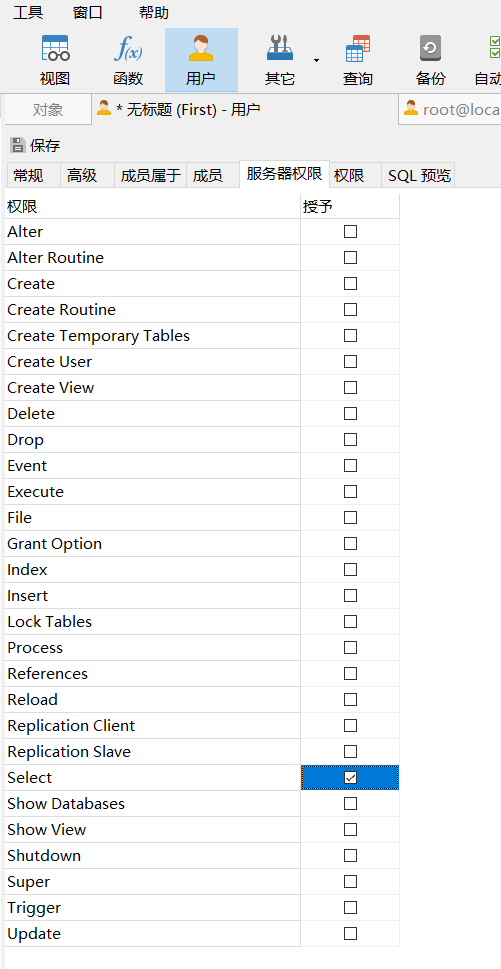 工具 窗口 帮助
视图 函数 用户 其它 查询 备份 自动
对象 * 无标题 (First) - 用户 root@loca
保存
常规 高级 成员属于 成员 服务器权限 权限 SQL 预览
权限 授予
Alter
Alter Routine
Create
Create Routine
Create Temporary Tables
Create User
Create View
Delete
Drop
Event
Execute
File
Grant Option
Index
Insert
Lock Tables
Process
References
Reload
Replication Client
Replication Slave
Select
Show Databases
Show View
Shutdown
Super
Trigger
Update